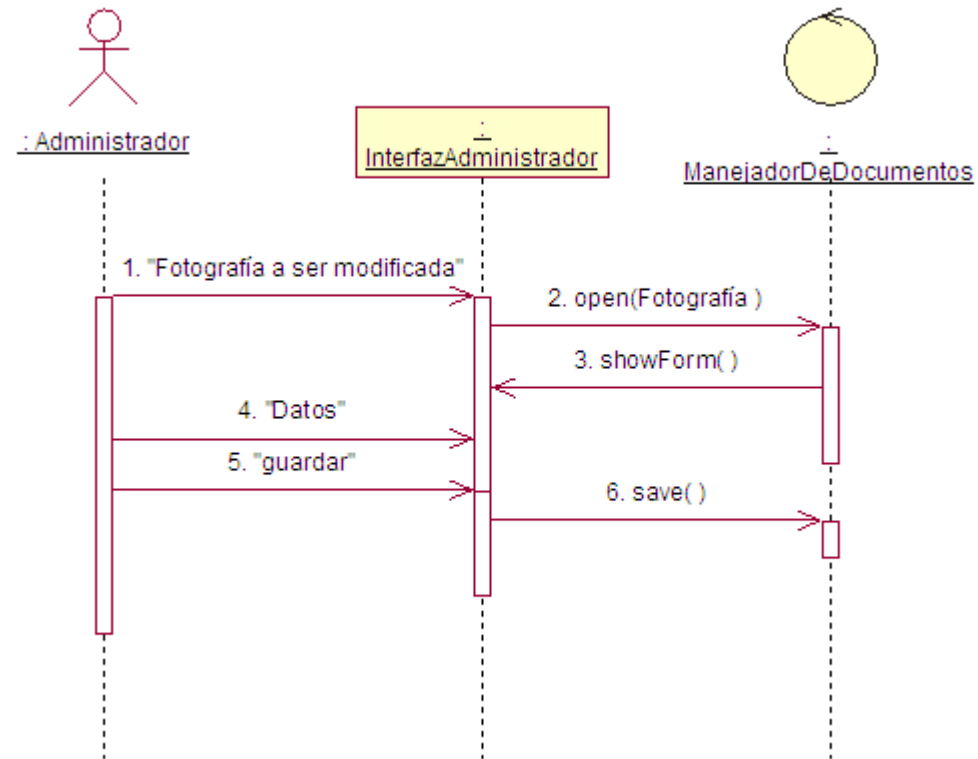 : Administrador
:
InterfazAdministrador
:
ManejadorDeDocumentos
1. "Fotografía a ser modificada"
2. open(Fotografía )
3. showForm( )
4. "Datos"
5. "guardar"
6. save( )